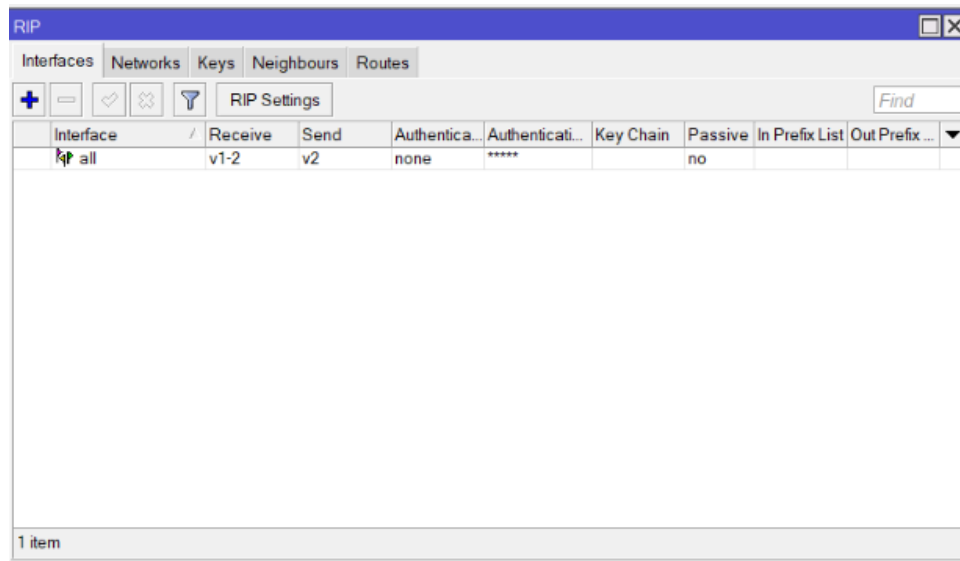 RIP
Interfaces Networks Keys Neighbours Routes
RIP Settings Find
Interface Receive Send Authentica... Authenticati... Key Chain Passive In Prefix List Out Prefix ...
all v1-2 v2 none ***** no
1 item